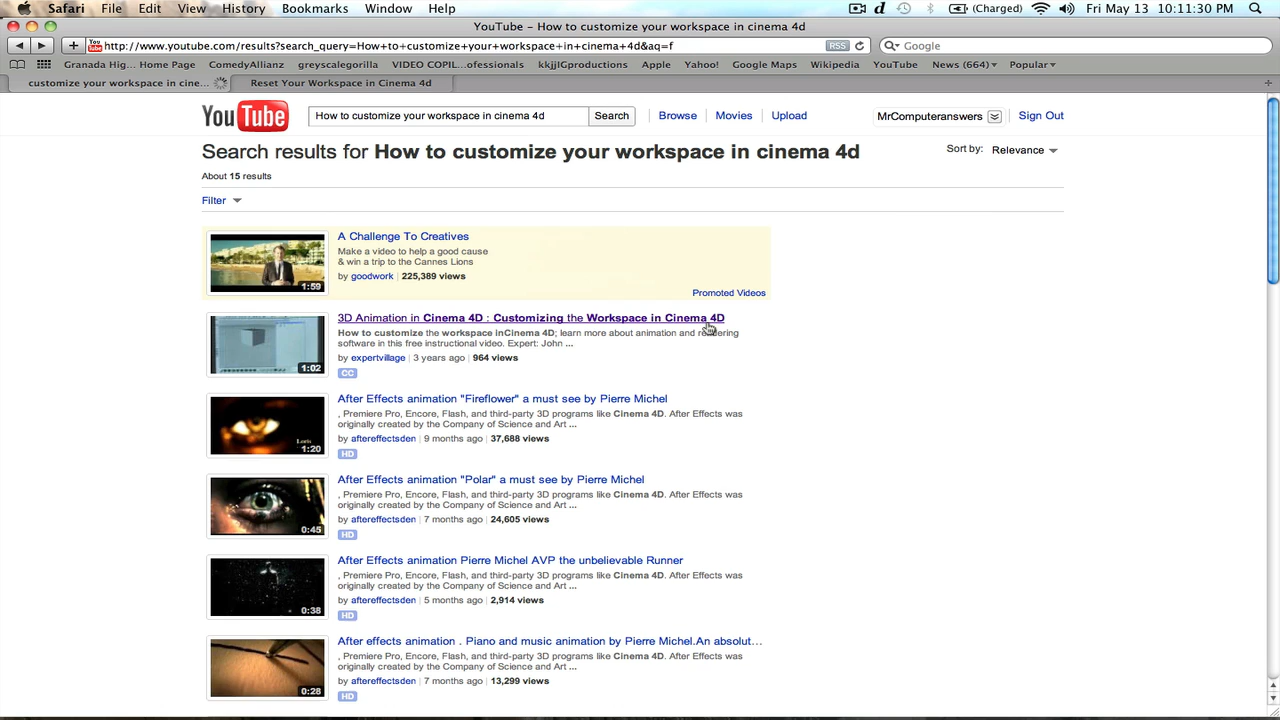 Safari File Edit View History Bookmarks Window Help (Charged) Fri May 13 10:11:30 PM
YouTube – How to customize your workspace in cinema 4d
http://www.youtube.com/results?search_query=How+to+customize+your+workspace+in+cinema+4d&aq=f RSS Google
Granada Hig... Home Page ComedyAlliance greyscalegorilla VIDEO COPIL...ofessionals kkjjlGproductions Apple Yahoo! Google Maps Wikipedia YouTube News (664) Popular
customize your workspace in cine... Reset Your Workspace in Cinema 4d
YouTube How to customize your workspace in cinema 4d Search Browse Movies Upload MrComputeranswers Sign Out
Search results for How to customize your workspace in cinema 4d Sort by: Relevance
About 15 results
Filter
A Challenge To Creatives
Make a video to help a good cause
& win a trip to the Cannes Lions
by goodwork 225,389 views
1:59
Promoted Videos
3D Animation in Cinema 4D : Customizing the Workspace in Cinema 4D
How to customize the workspace inCinema 4D; learn more about animation and
software in this free instructional video. Expert: John ...
by expertvillage 3 years ago 964 views
1:02
CC
After Effects animation "Fireflower" a must see by Pierre Michel
, Premiere Pro, Encore, Flash, and third-party 3D programs like Cinema 4D. After Effects was
originally created by the Company of Science and Art ...
by aftereffectsden 9 months ago 37,688 views
1:20
HD
After Effects animation "Polar" a must see by Pierre Michel
, Premiere Pro, Encore, Flash, and third-party 3D programs like Cinema 4D. After Effects was
originally created by the Company of Science and Art ...
by aftereffectsden 7 months ago 24,605 views
0:45
HD
After Effects animation Pierre Michel AVP the unbelievable Runner
, Premiere Pro, Encore, Flash, and third-party 3D programs like Cinema 4D. After Effects was
originally created by the Company of Science and Art ...
by aftereffectsden 5 months ago 2,914 views
0:38
HD
After effects animation . Piano and music animation by Pierre Michel.An absolut...
, Premiere Pro, Encore, Flash, and third-party 3D programs like Cinema 4D. After Effects was
originally created by the Company of Science and Art ...
by aftereffectsden 7 months ago 13,299 views
0:28
HD